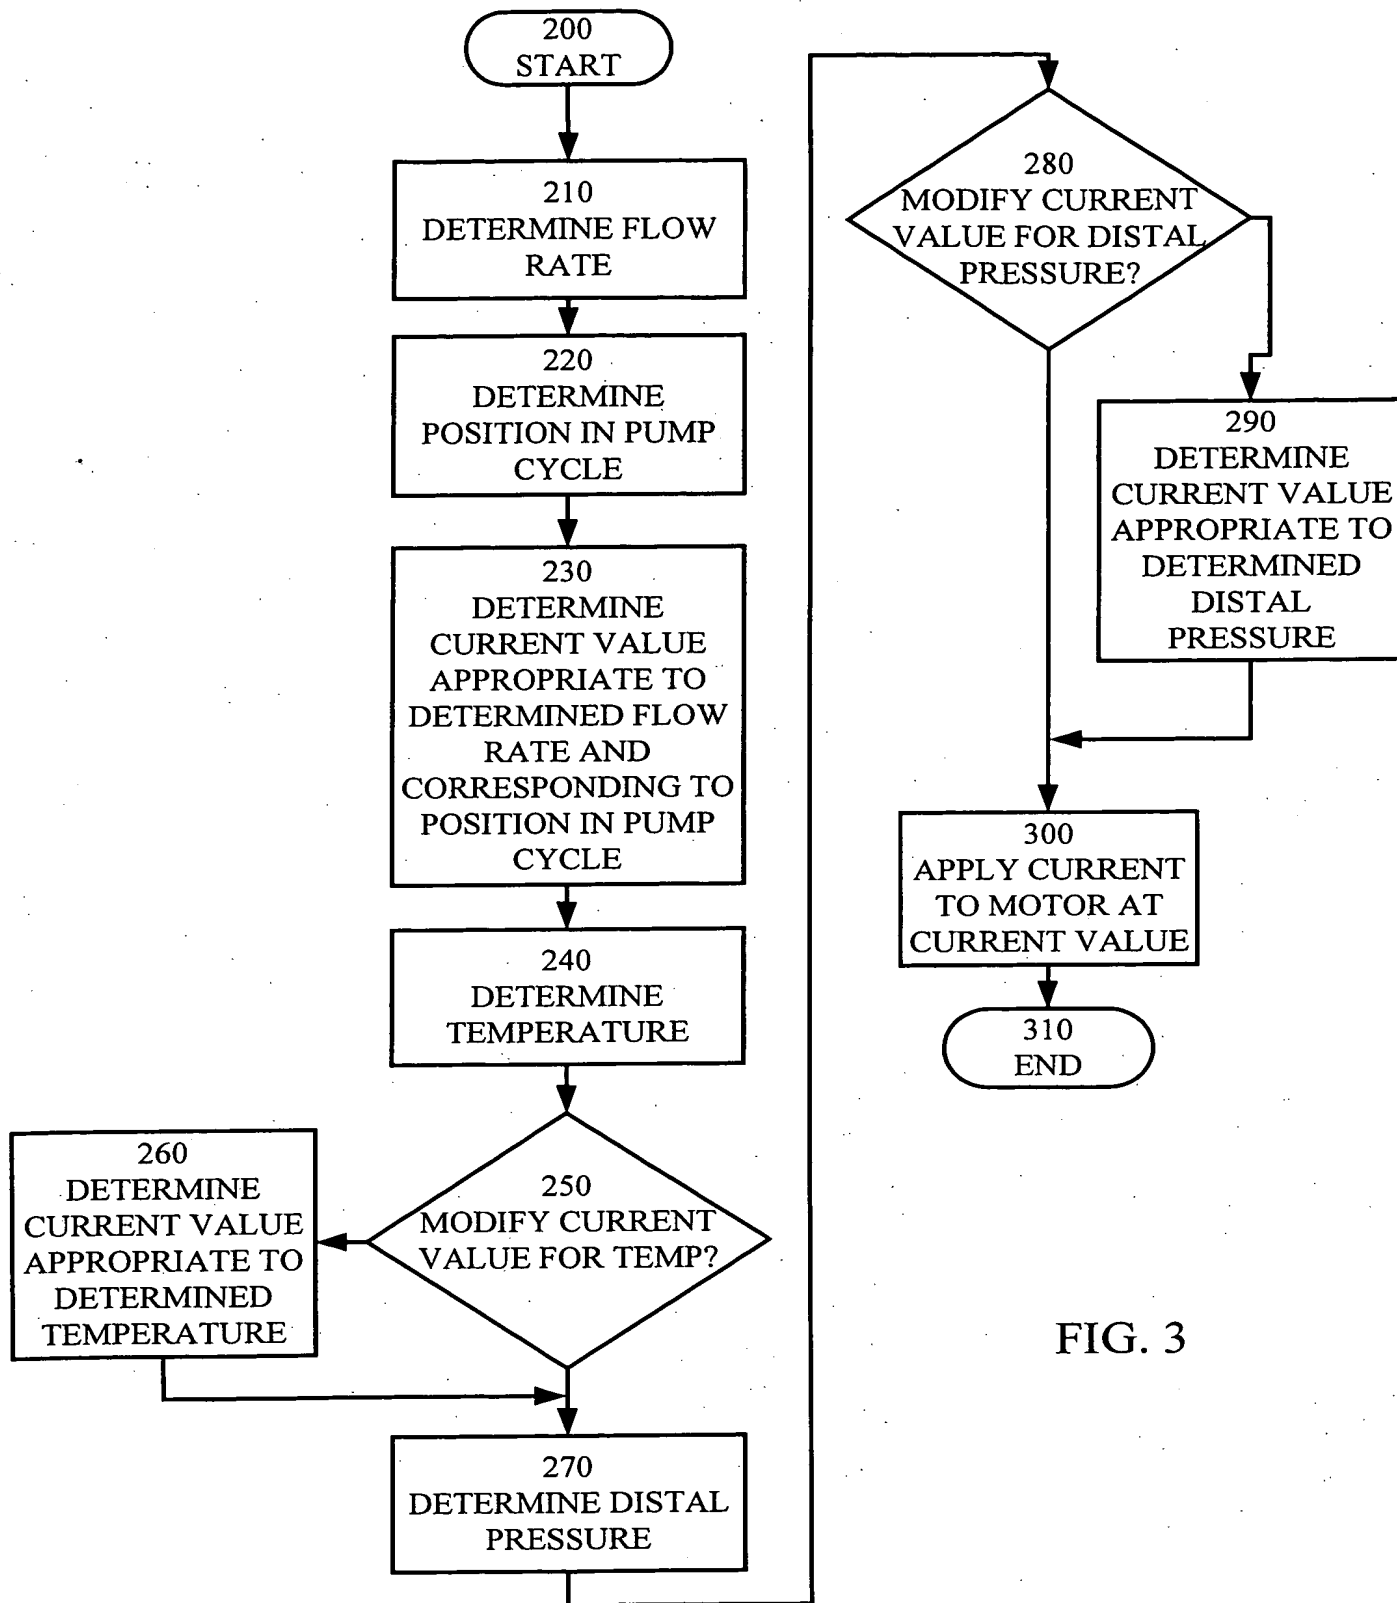 200
START
210
DETERMINE FLOW
RATE
220
DETERMINE
POSITION IN PUMP
CYCLE
230
DETERMINE
CURRENT VALUE
APPROPRIATE TO
DETERMINED FLOW
RATE AND
CORRESPONDING TO
POSITION IN PUMP
CYCLE
240
DETERMINE
TEMPERATURE
250
MODIFY CURRENT
VALUE FOR TEMP?
260
DETERMINE
CURRENT VALUE
APPROPRIATE TO
DETERMINED
TEMPERATURE
270
DETERMINE DISTAL
PRESSURE
280
MODIFY CURRENT
VALUE FOR DISTAL
PRESSURE?
290
DETERMINE
CURRENT VALUE
APPROPRIATE TO
DETERMINED
DISTAL
PRESSURE
300
APPLY CURRENT
TO MOTOR AT
CURRENT VALUE
310
END
FIG. 3